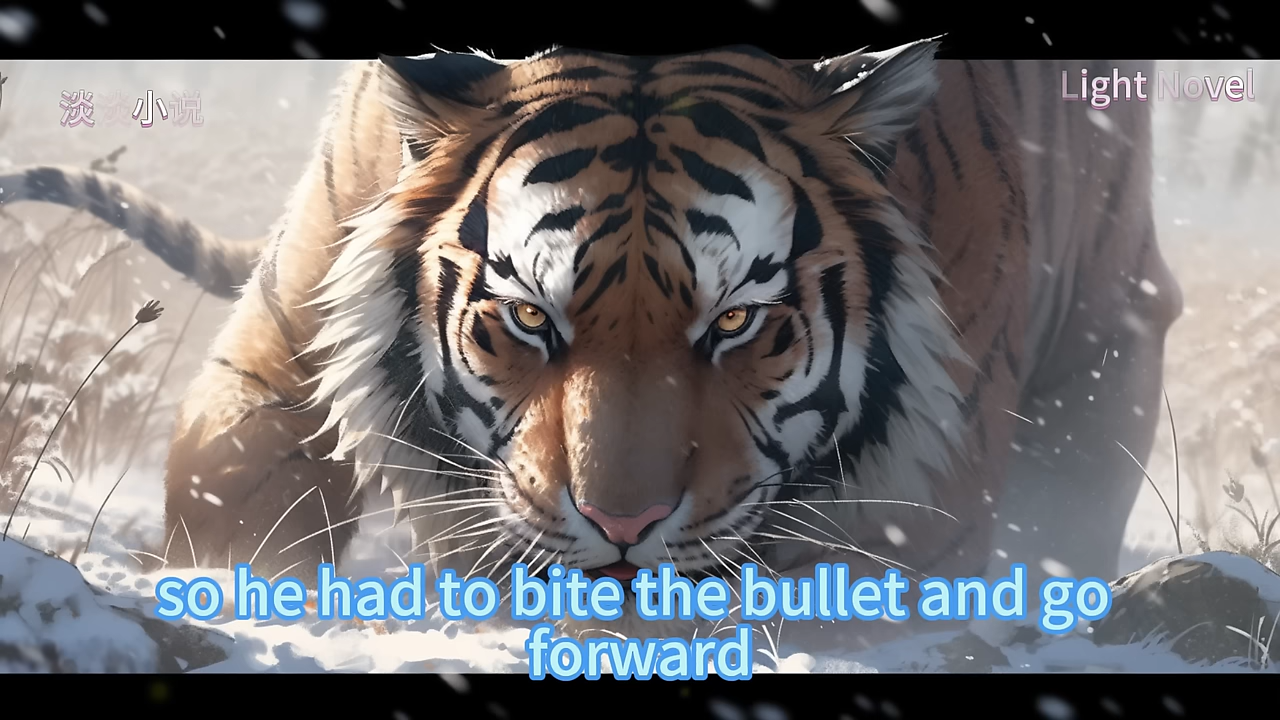 淡淡小说
Light Novel
so he had to bite the bullet and go
forward